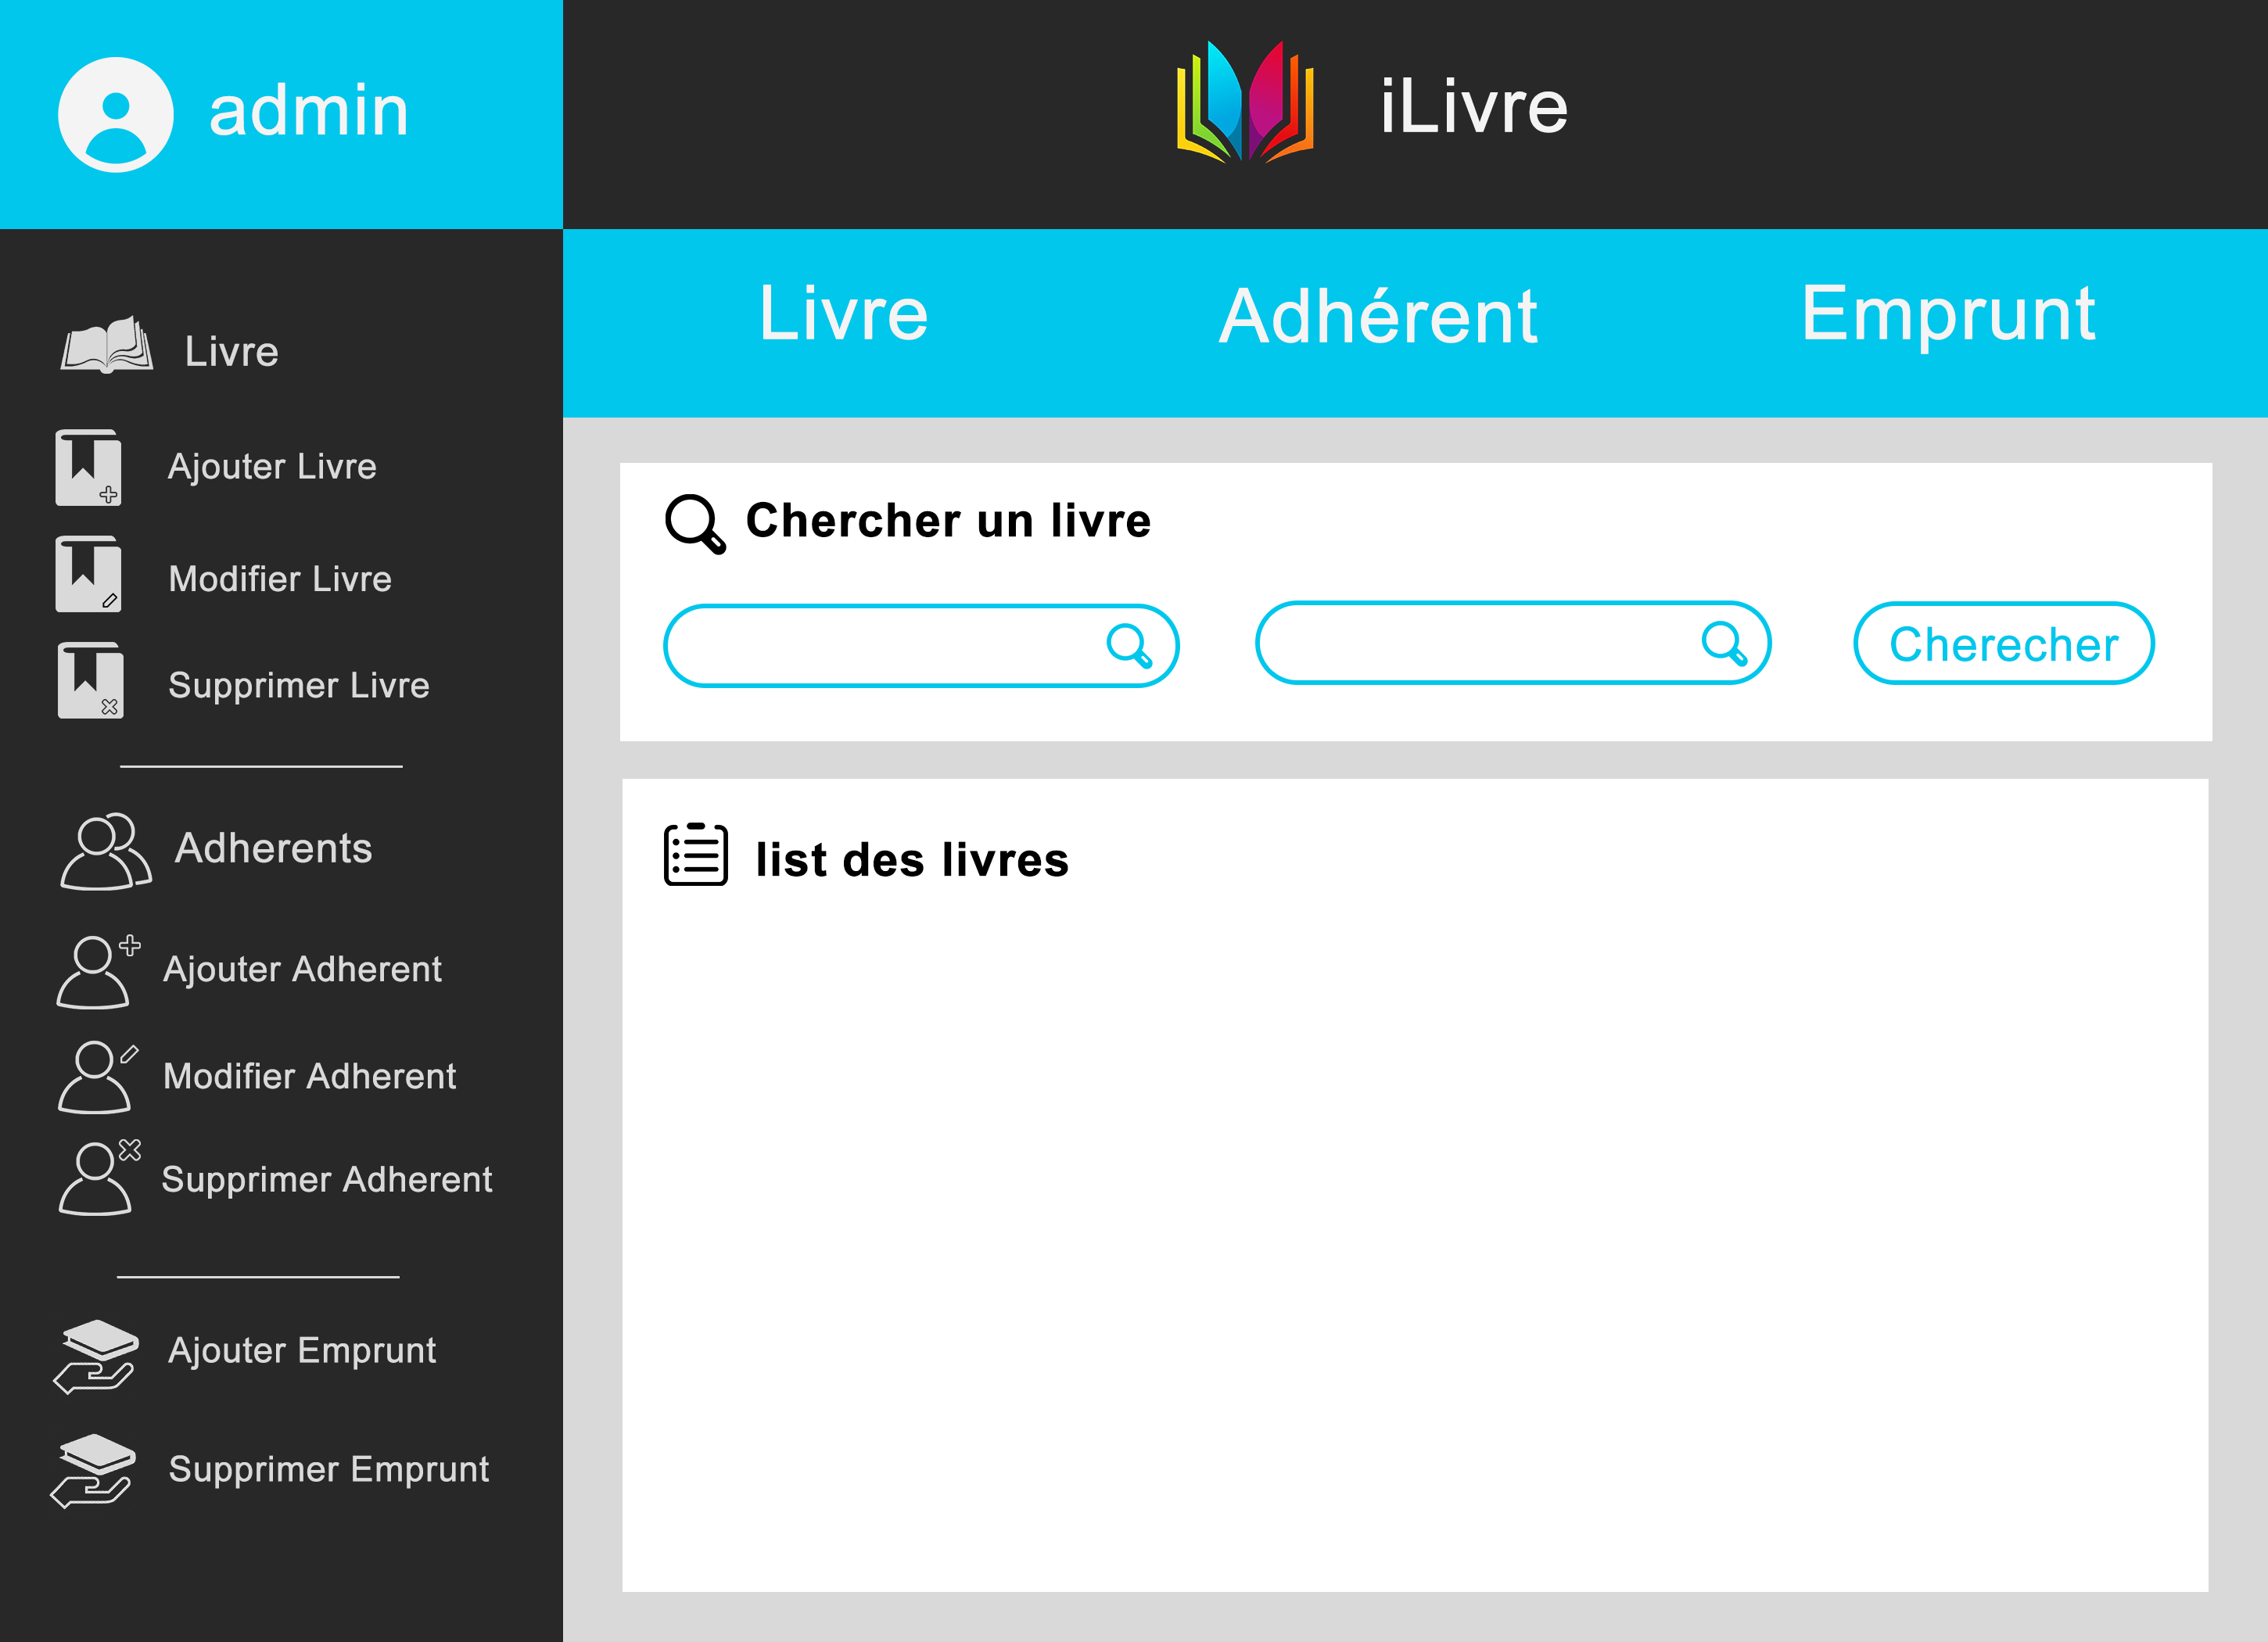 admin
iLivre
Livre
Adhérent
Emprunt
Livre
Ajouter Livre
Modifier Livre
Supprimer Livre
Adherents
Ajouter Adherent
Modifier Adherent
Supprimer Adherent
Ajouter Emprunt
Supprimer Emprunt
Chercher un livre
Cherecher
list des livres